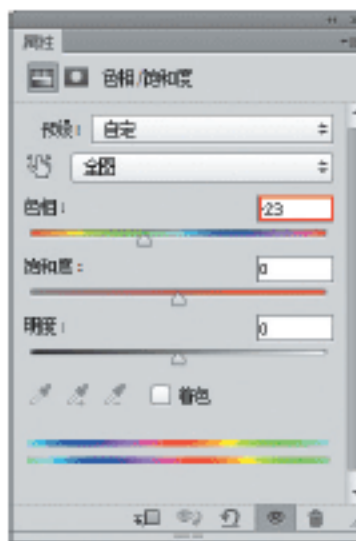 属性
色相/饱和度
预设： 自定
全图
色相： -23
饱和度： 0
明度： 0
着色